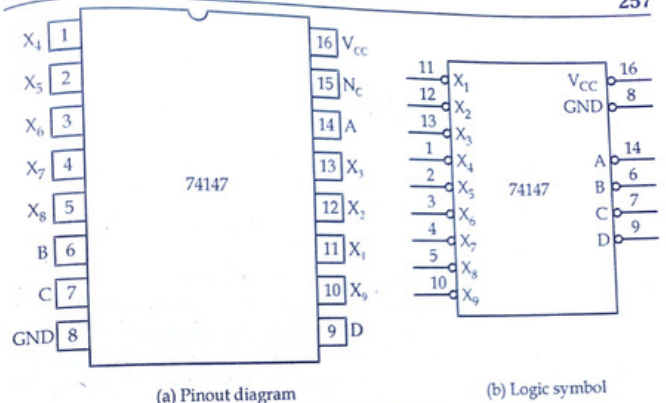 257
X4 1
X5 2
X6 3
X7 4
X8 5
B 6
C 7
GND 8
74147
16 VCC
15 NC
14 A
13 X3
12 X2
11 X1
10 X9
9 D
(a) Pinout diagram
11 X1
12 X2
13 X3
1 X4
2 X5
3 X6
4 X7
5 X8
10 X9
74147
VCC 16
GND 8
A 14
B 6
C 7
D 9
(b) Logic symbol